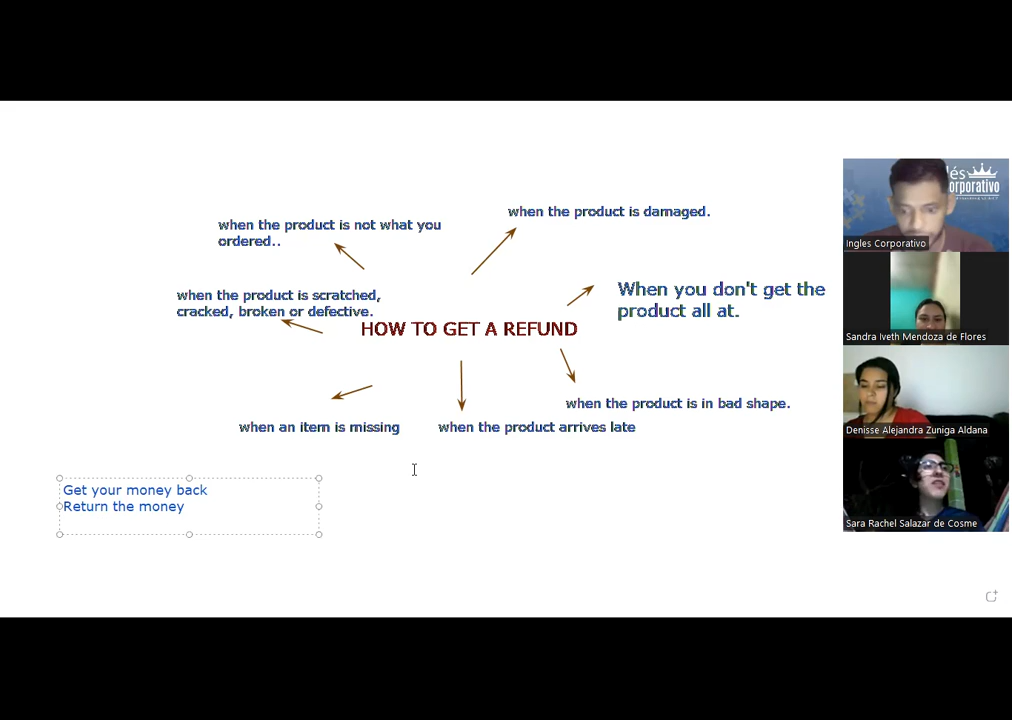 when the product is not what you
ordered..
when the product is damaged.
when the product is scratched,
cracked, broken or defective.
When you don't get the
product all at.
HOW TO GET A REFUND
when the product is in bad shape.
when an item is missing
when the product arrives late
Get your money back
Return the money
és
orporativo
Ingles Corporativo
Sandra Iveth Mendoza de Flores
Denisse Alejandra Zuniga Aldana
Sara Rachel Salazar de Cosme